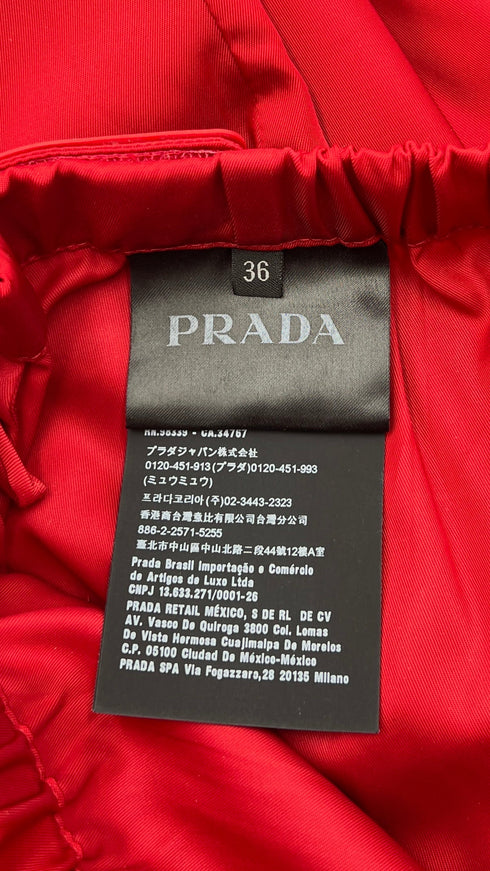 36
PRADA
RN.98339 - CA.34767
プラダジャパン株式会社
0120-451-913(プラダ)0120-451-993
(ミュウミュウ)
프라다코리아(주)02-3443-2323
香港商台灣意比有限公司台灣分公司
886-2-2571-5255
臺北市中山區中山北路二段44號12樓A室
Prada Brasil Importação e Comércio
de Artigos de Luxo Ltda
CNPJ 13.633.271/0001-26
PRADA RETAIL MÉXICO, S DE RL DE CV
AV. Vasco De Quiroga 3800 Col. Lomas
De Vista Hermosa Cuajimalpa De Morelos
C.P. 05100 Ciudad De México-México
PRADA SPA Via Fogazzaro,28 20135 Milano